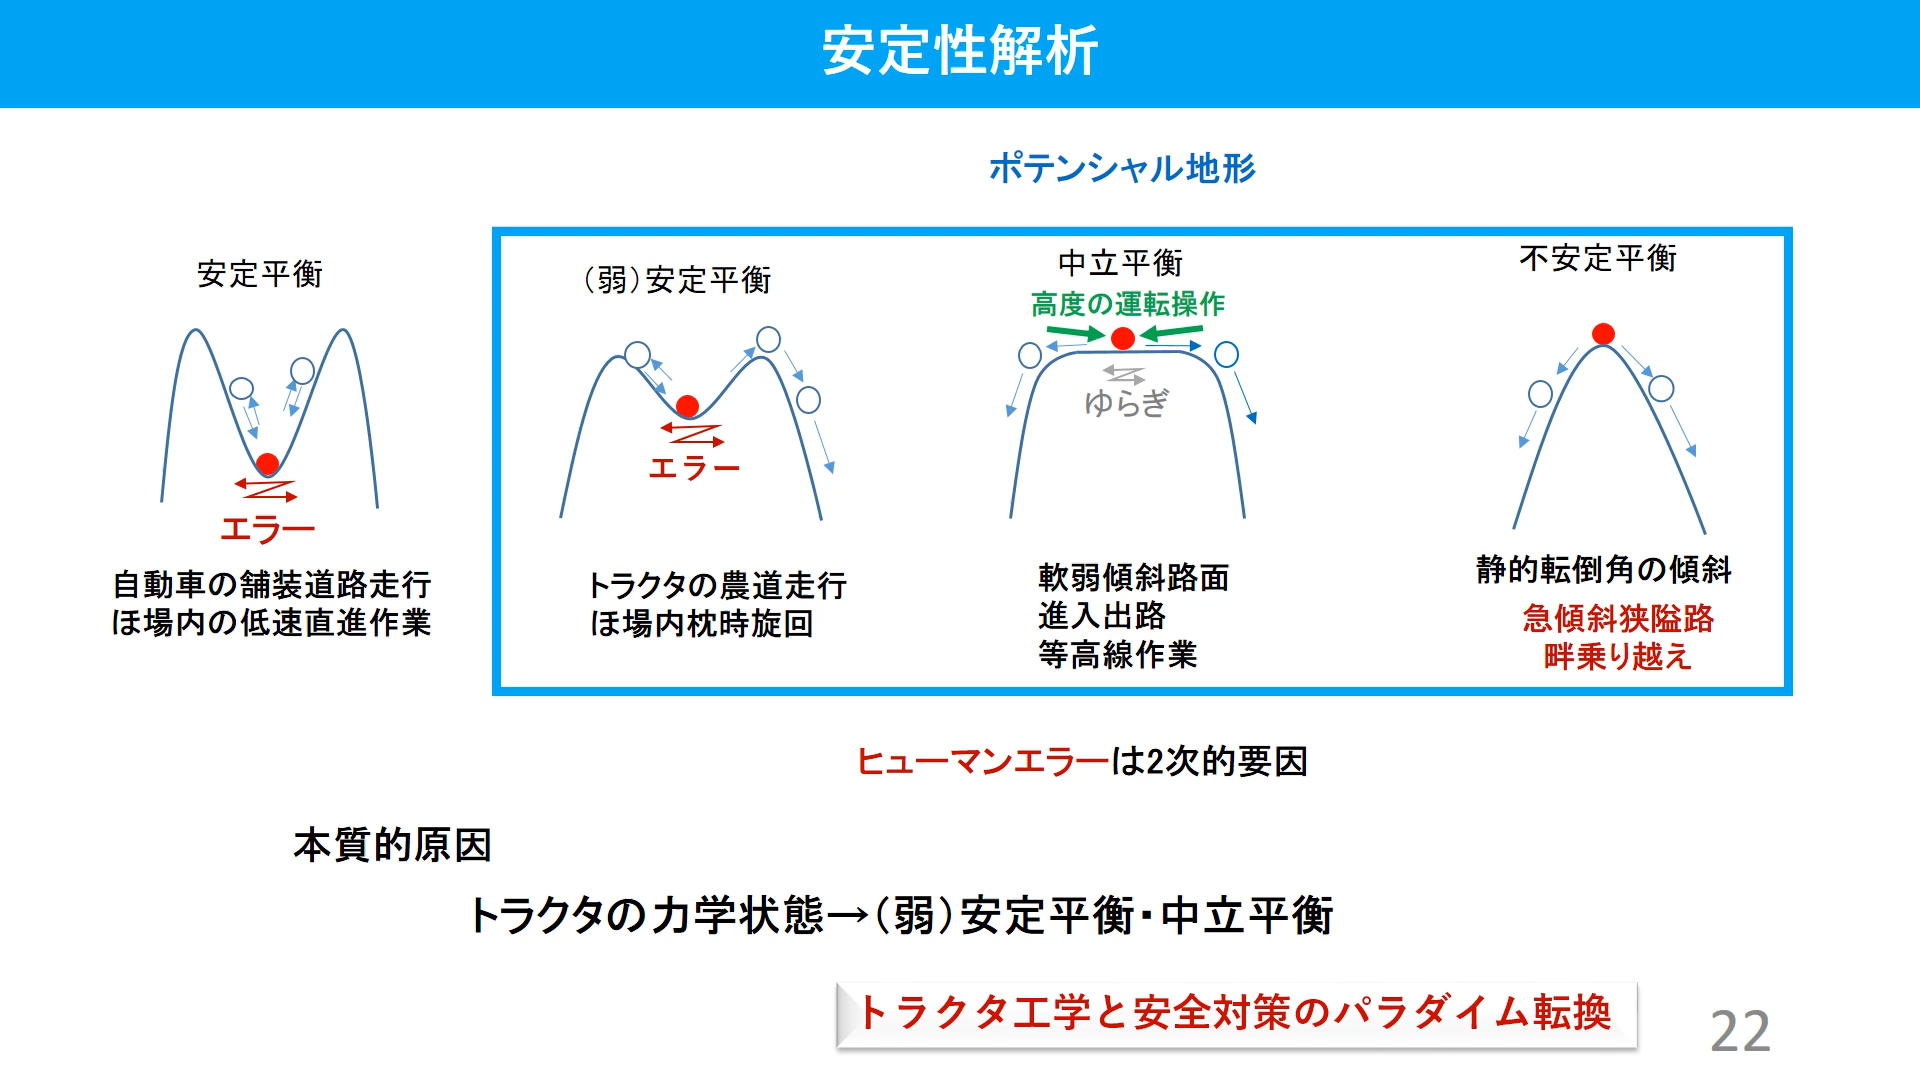 安定性解析
ポテンシャル地形
安定平衡
エラー
自動車の舗装道路走行
ほ場内の低速直進作業
（弱）安定平衡
エラー
トラクタの農道走行
ほ場内枕時旋回
中立平衡
高度の運転操作
ゆらぎ
軟弱傾斜路面
進入出路
等高線作業
不安定平衡
静的転倒角の傾斜
急傾斜狭隘路
畔乗り越え
ヒューマンエラーは2次的要因
本質的原因
トラクタの力学状態→（弱）安定平衡・中立平衡
トラクタ工学と安全対策のパラダイム転換
22